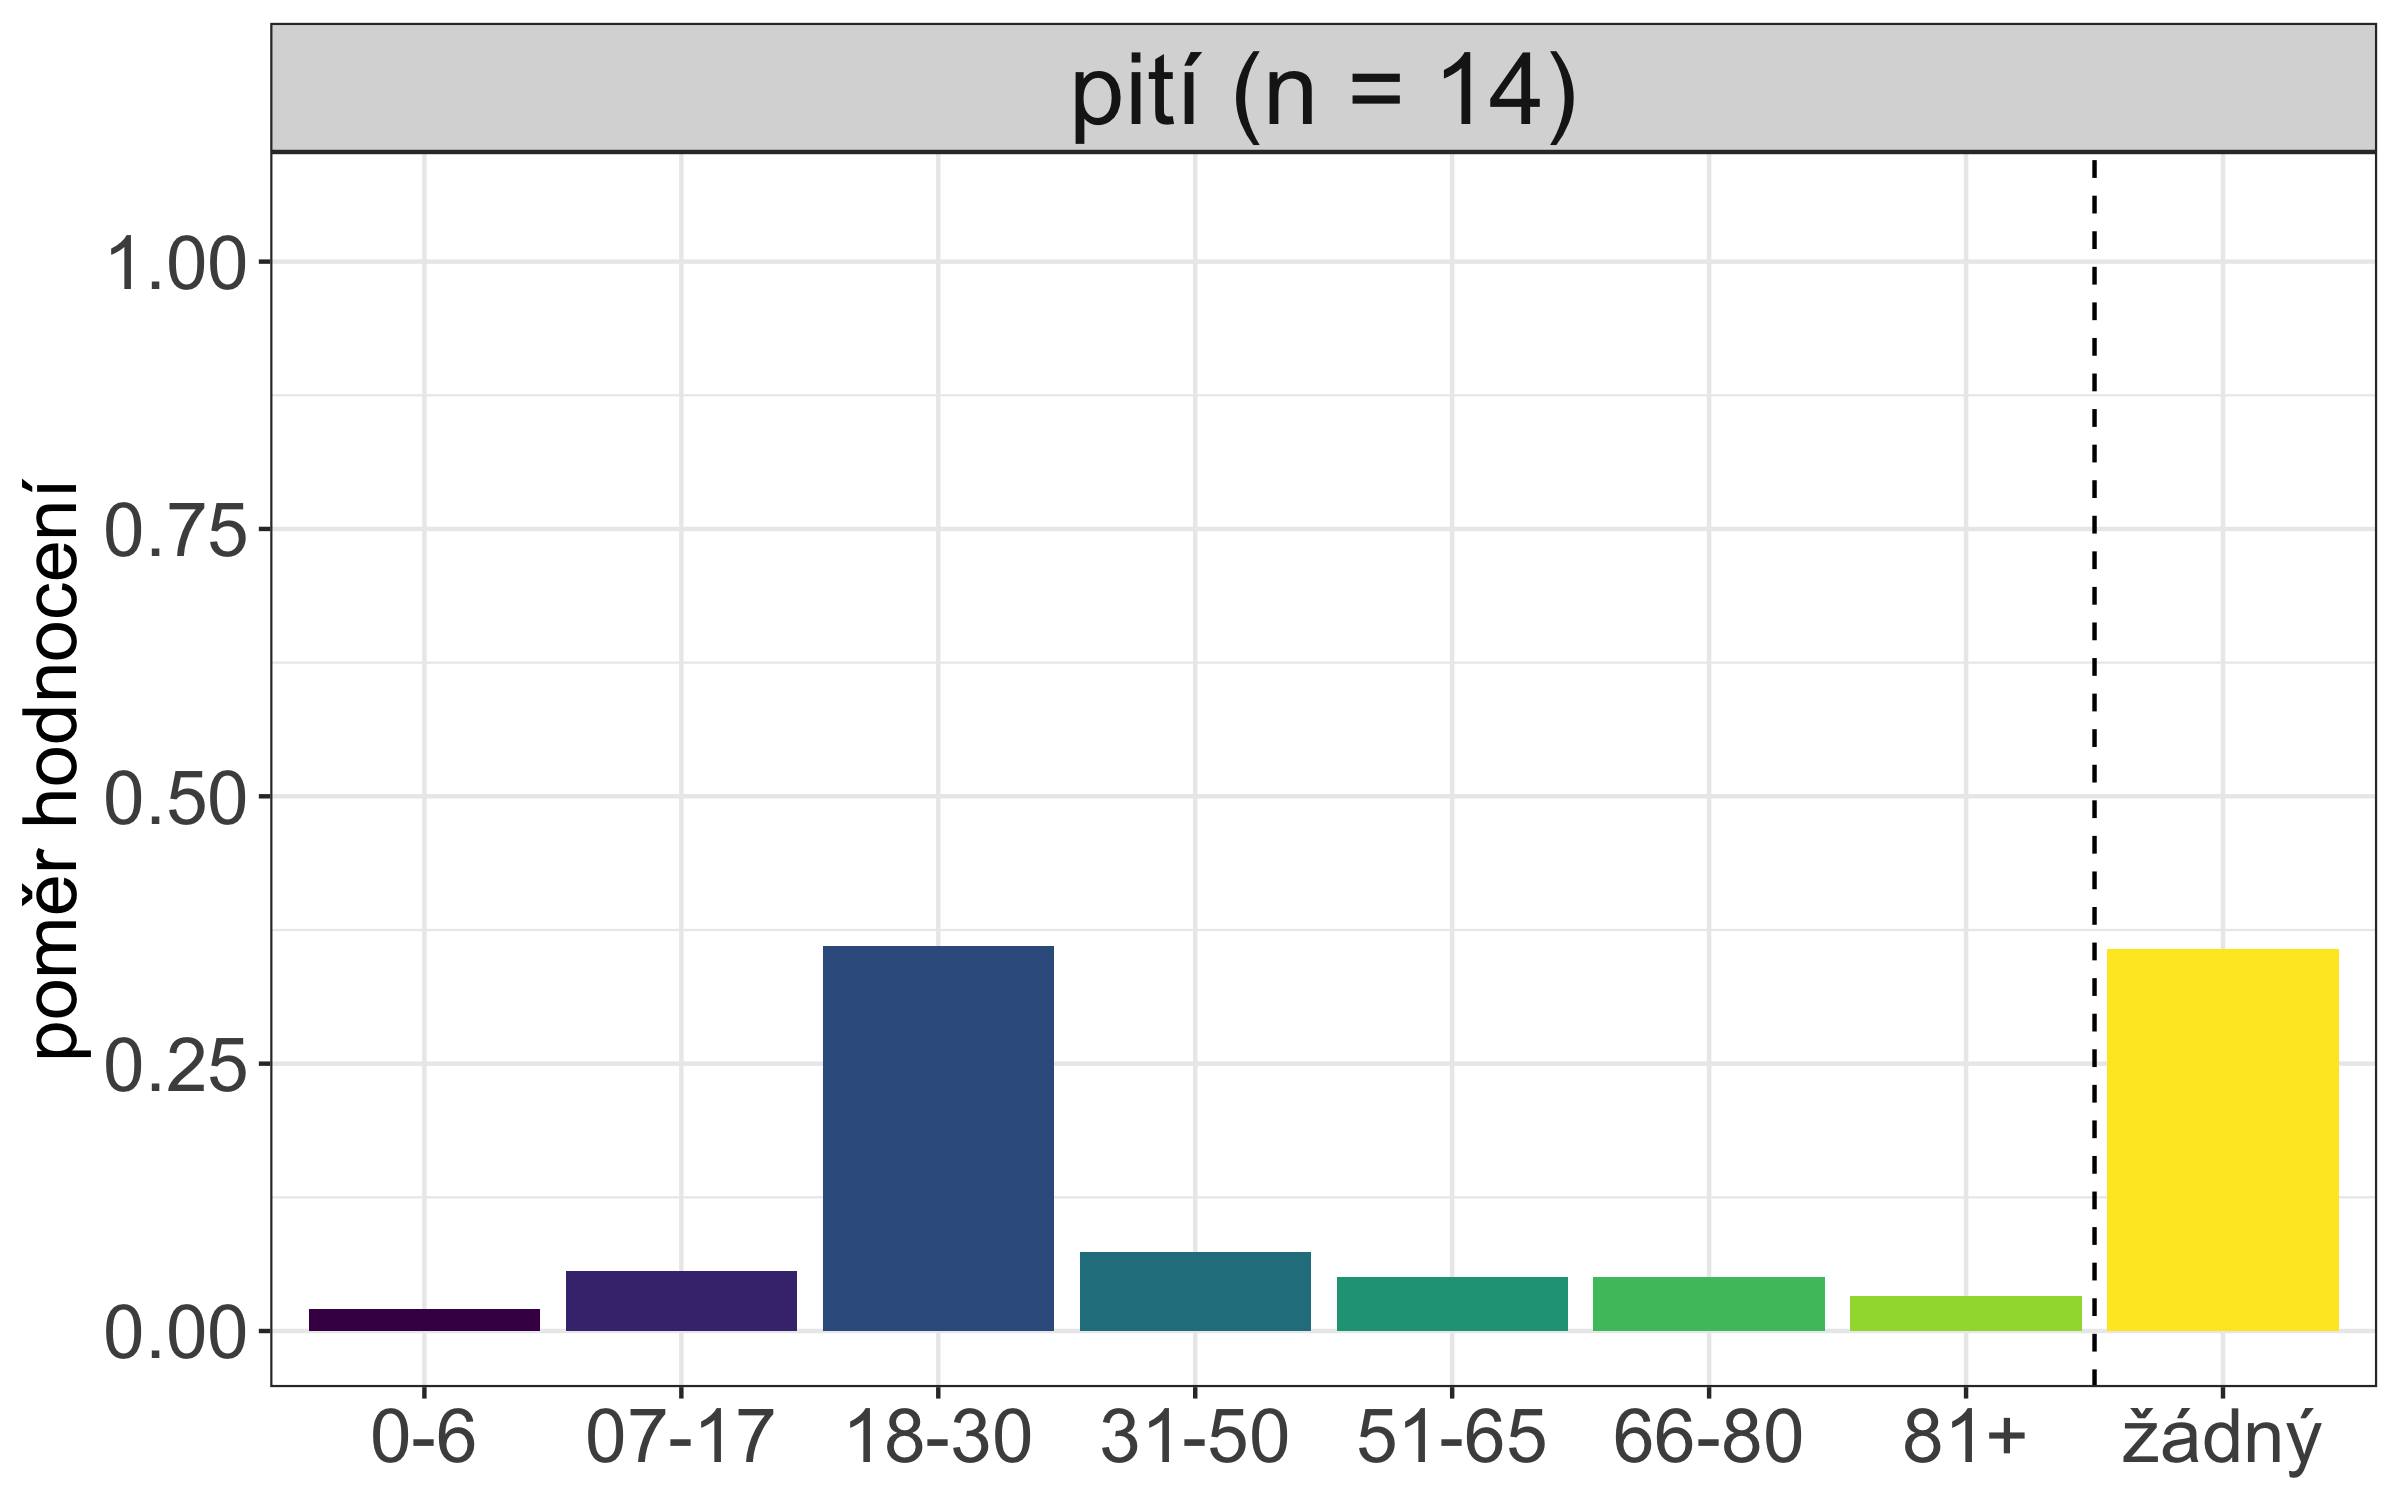 pití (n = 14)
poměr hodnocení
1.00
0.75
0.50
0.25
0.00
0-6 07-17 18-30 31-50 51-65 66-80 81+ žádný